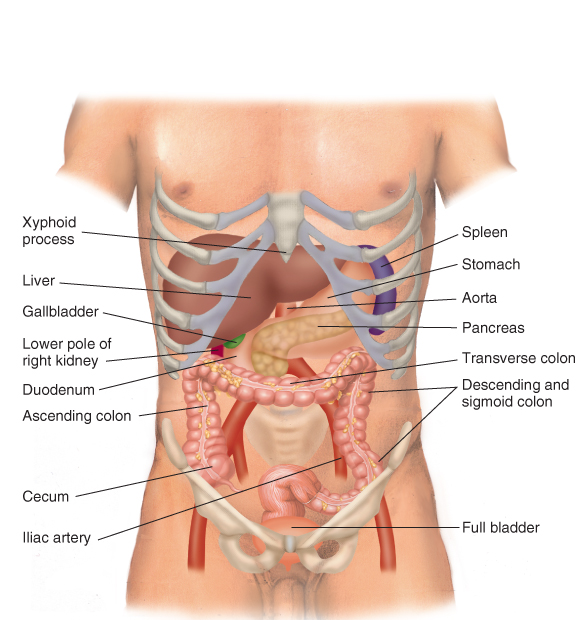 Xyphoid
process
Liver
Gallbladder
Lower pole of
right kidney
Duodenum
Ascending colon
Cecum
Iliac artery
Spleen
Stomach
Aorta
Pancreas
Transverse colon
Descending and
sigmoid colon
Full bladder